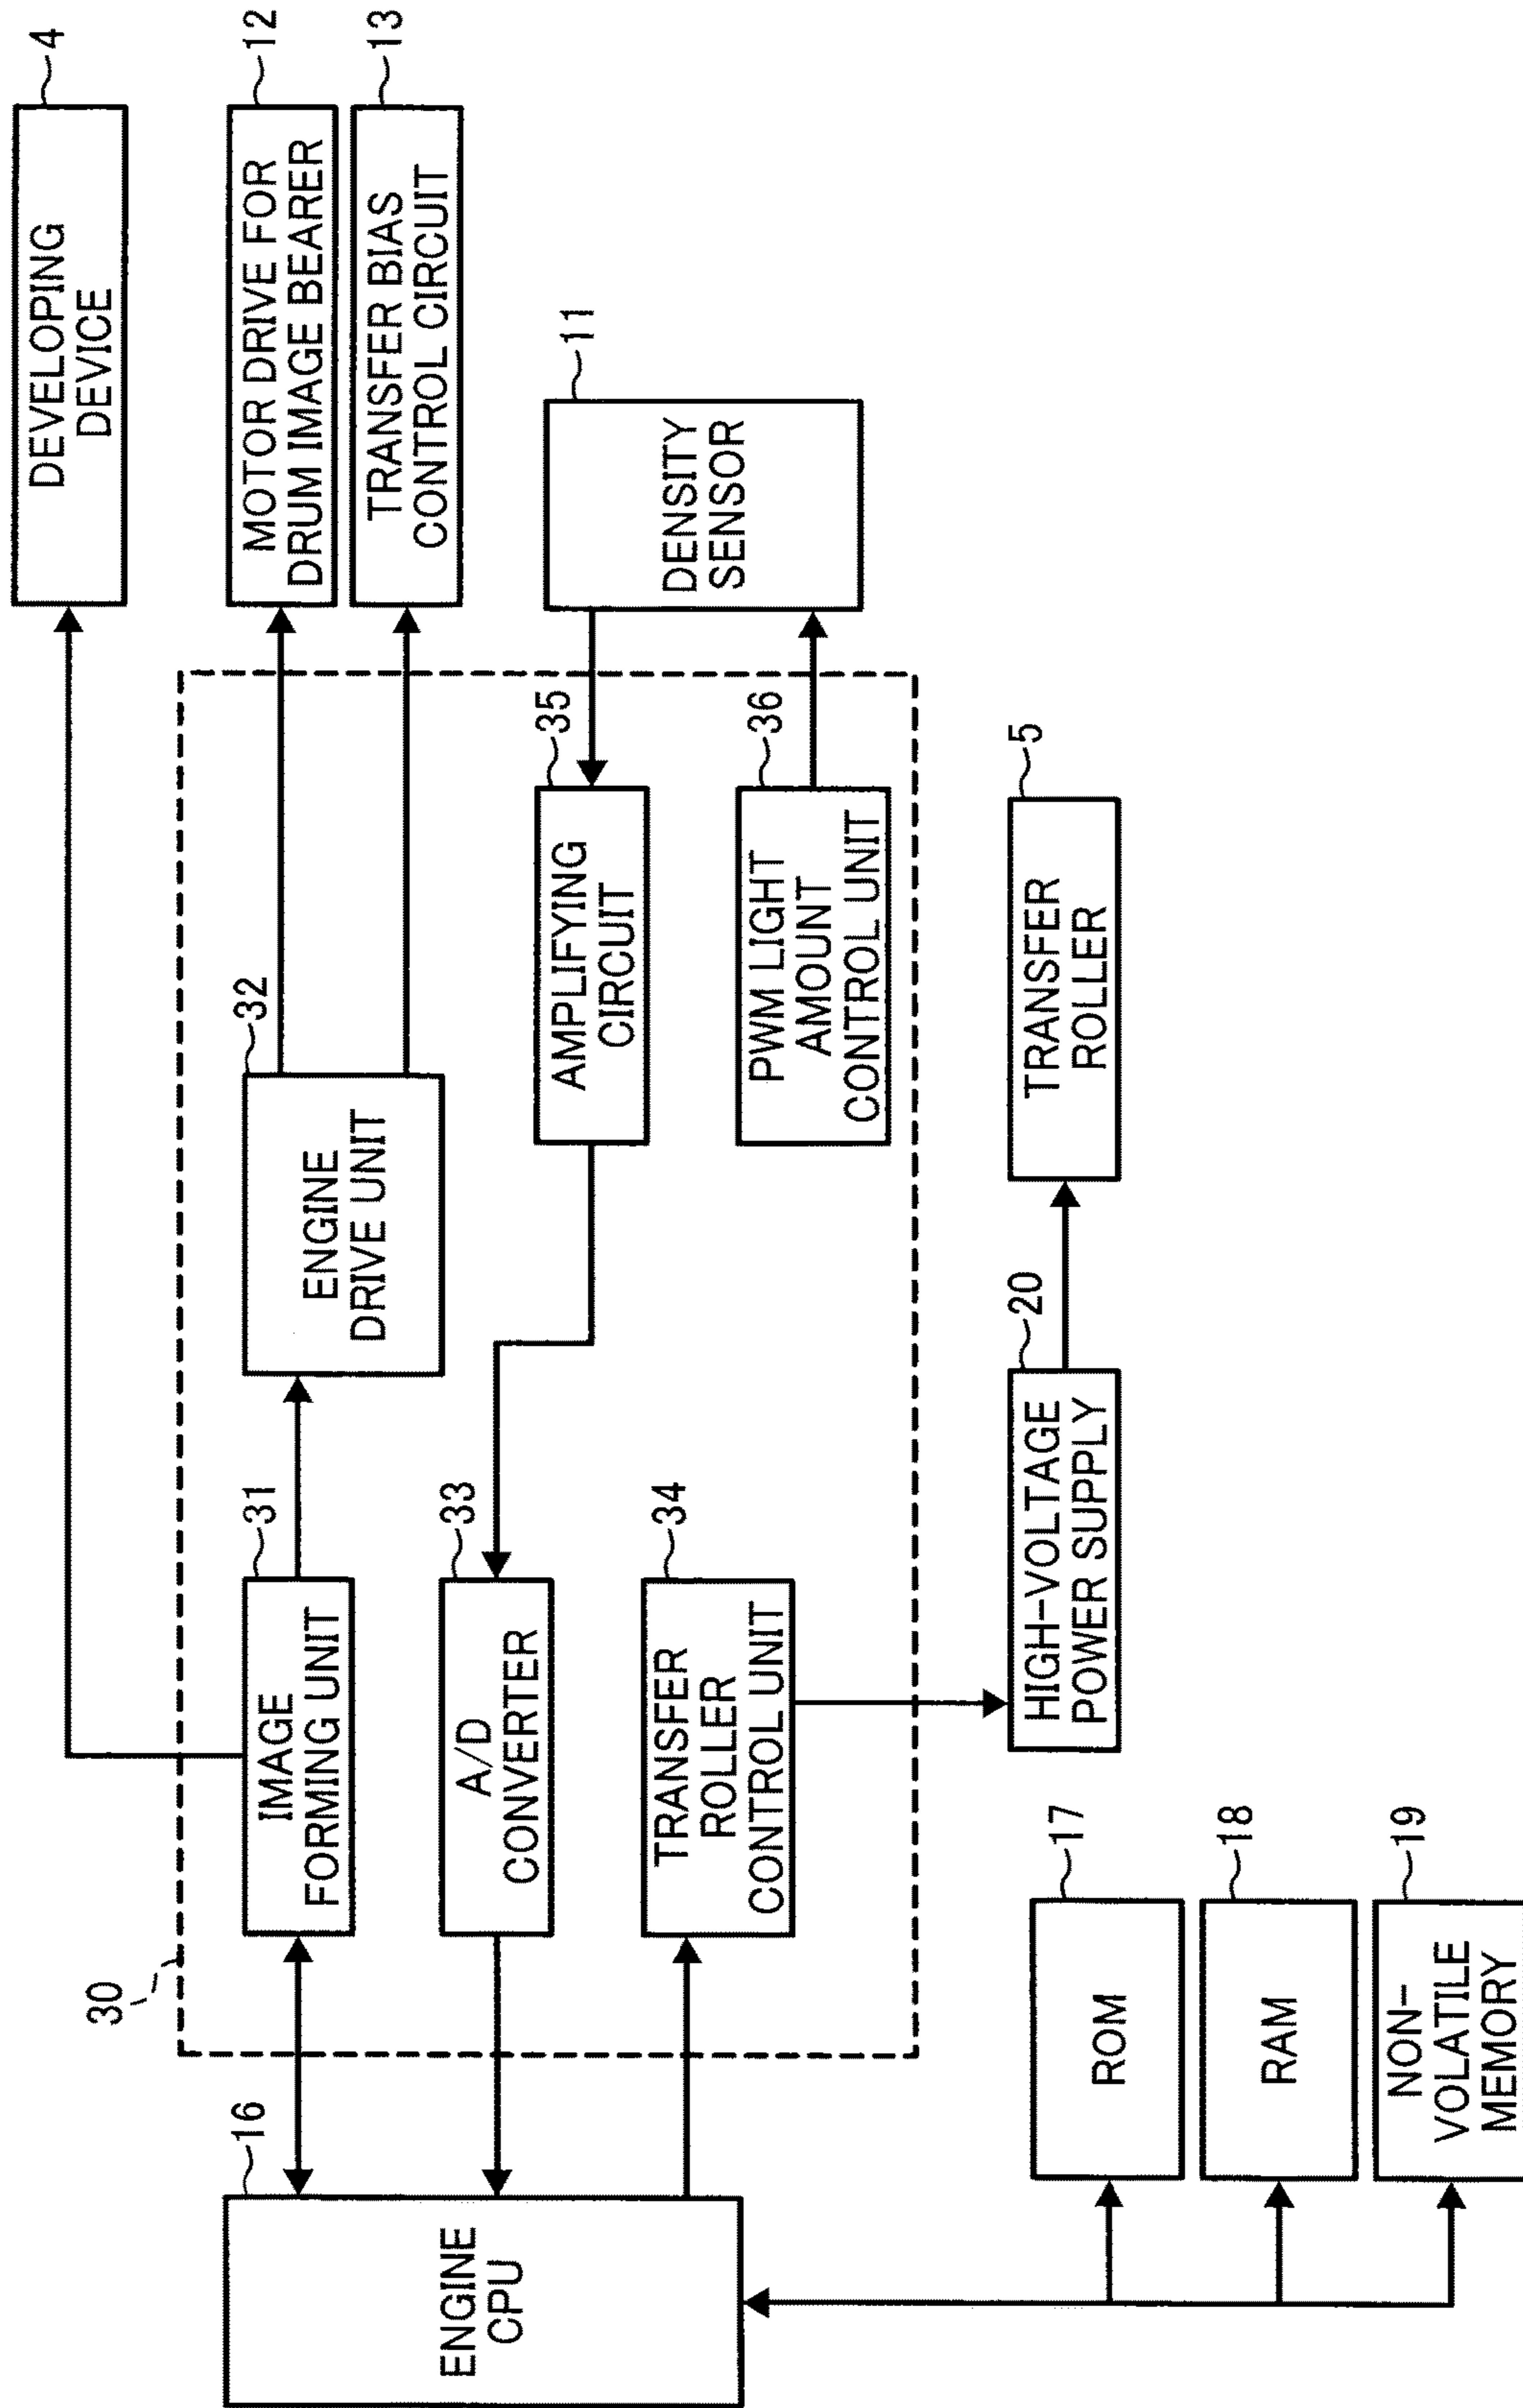 4
DEVELOPING
DEVICE
12
MOTOR DRIVE FOR
DRUM IMAGE BEARER
13
TRANSFER BIAS
CONTROL CIRCUIT
30
16
ENGINE
CPU
31
IMAGE
FORMING UNIT
32
ENGINE
DRIVE UNIT
33
A/D
CONVERTER
35
AMPLIFYING
CIRCUIT
11
DENSITY
SENSOR
34
TRANSFER
ROLLER
CONTROL UNIT
36
PWM LIGHT
AMOUNT
CONTROL UNIT
20
HIGH-VOLTAGE
POWER SUPPLY
5
TRANSFER
ROLLER
17
ROM
18
RAM
19
NON-
VOLATILE
MEMORY